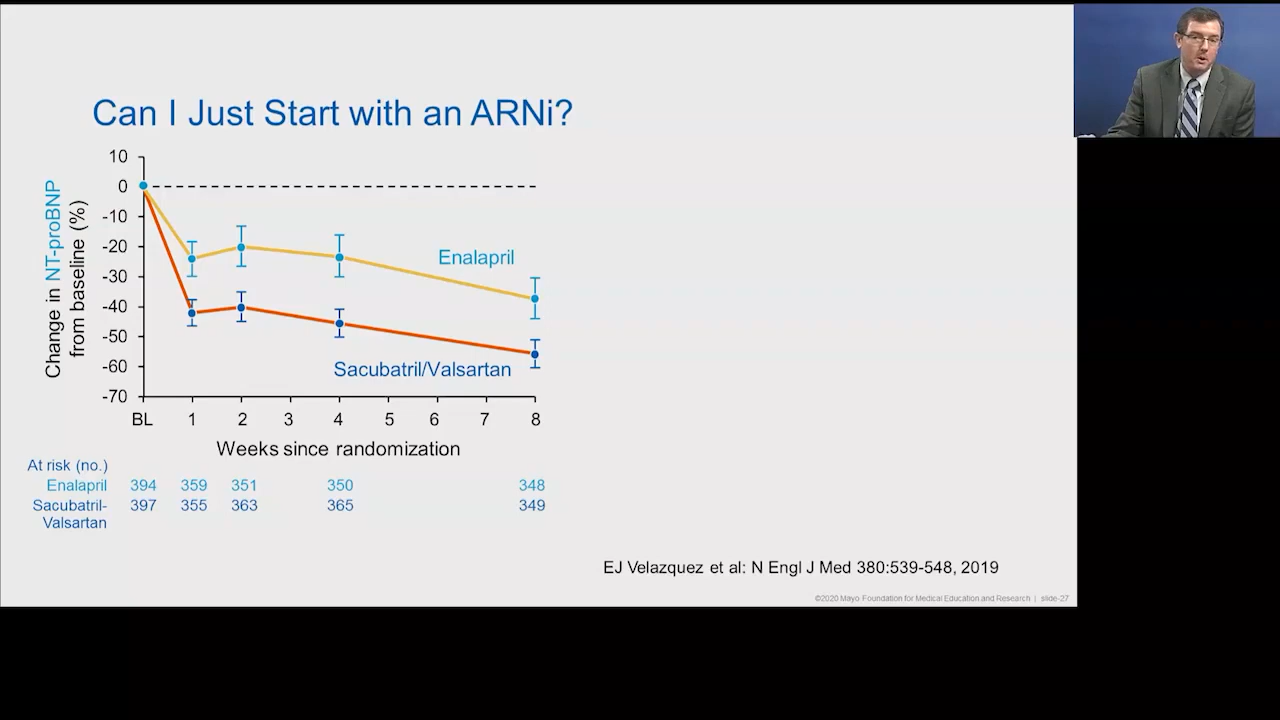 Can I Just Start with an ARNi?
Change in NT-proBNP
from baseline (%)
10
0
-10
-20
-30
-40
-50
-60
-70
Enalapril
Sacubatril/Valsartan
BL 1 2 3 4 5 6 7 8
Weeks since randomization
At risk (no.)
Enalapril 394 359 351 350 348
Sacubatril- 397 355 363 365 349
Valsartan
EJ Velazquez et al: N Engl J Med 380:539-548, 2019
©2020 Mayo Foundation for Medical Education and Research | slide-27